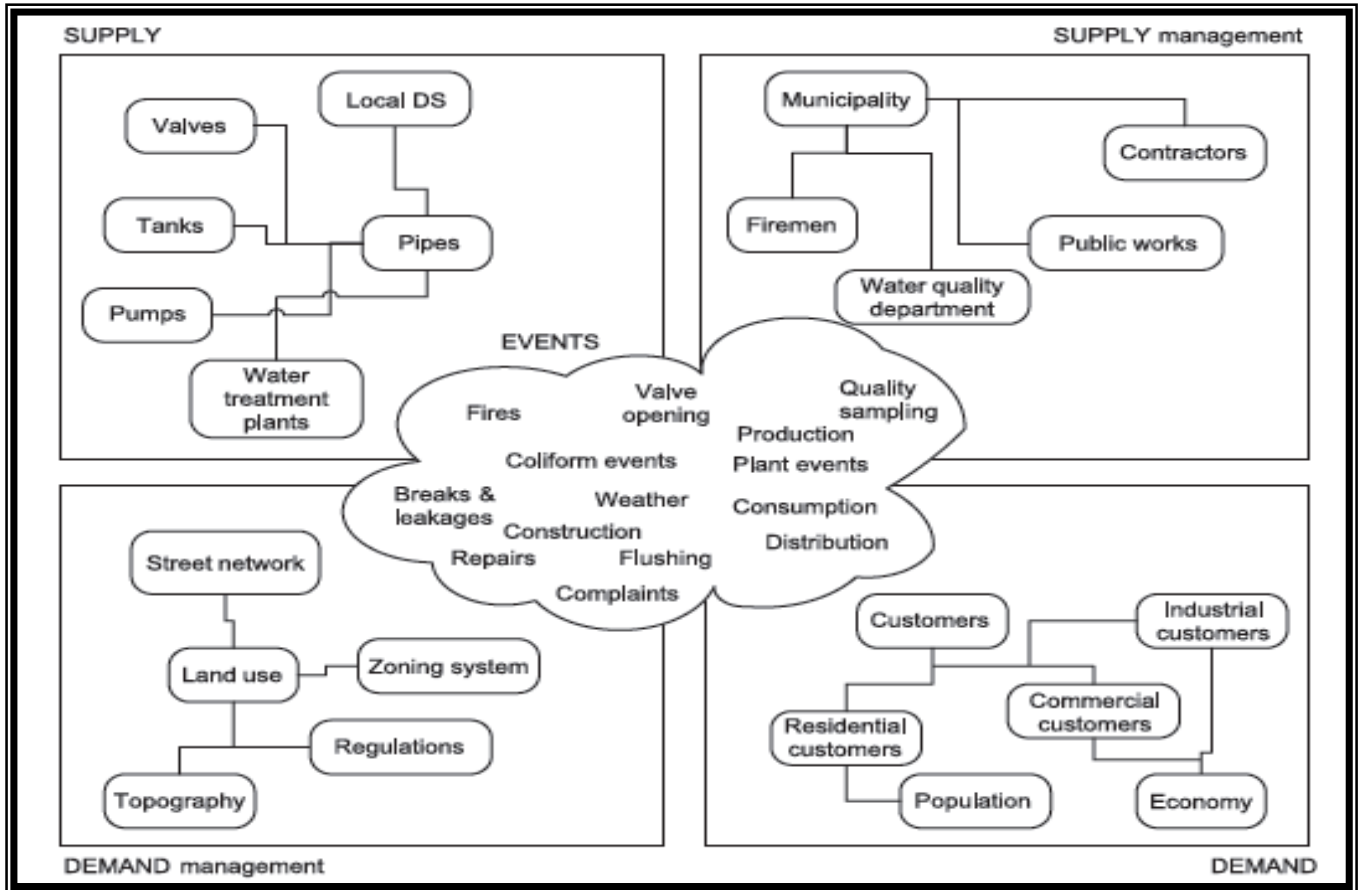 SUPPLY
Local DS
Valves
Tanks
Pipes
Pumps
Water
treatment
plants
SUPPLY management
Municipality
Contractors
Firemen
Public works
Water quality
department
EVENTS
Fires
Valve
opening
Quality
sampling
Production
Coliform events
Plant events
Breaks &
leakages
Weather
Consumption
Construction
Distribution
Repairs
Flushing
Complaints
Street network
Land use
Zoning system
Regulations
Topography
DEMAND management
Customers
Industrial
customers
Commercial
customers
Residential
customers
Population
Economy
DEMAND